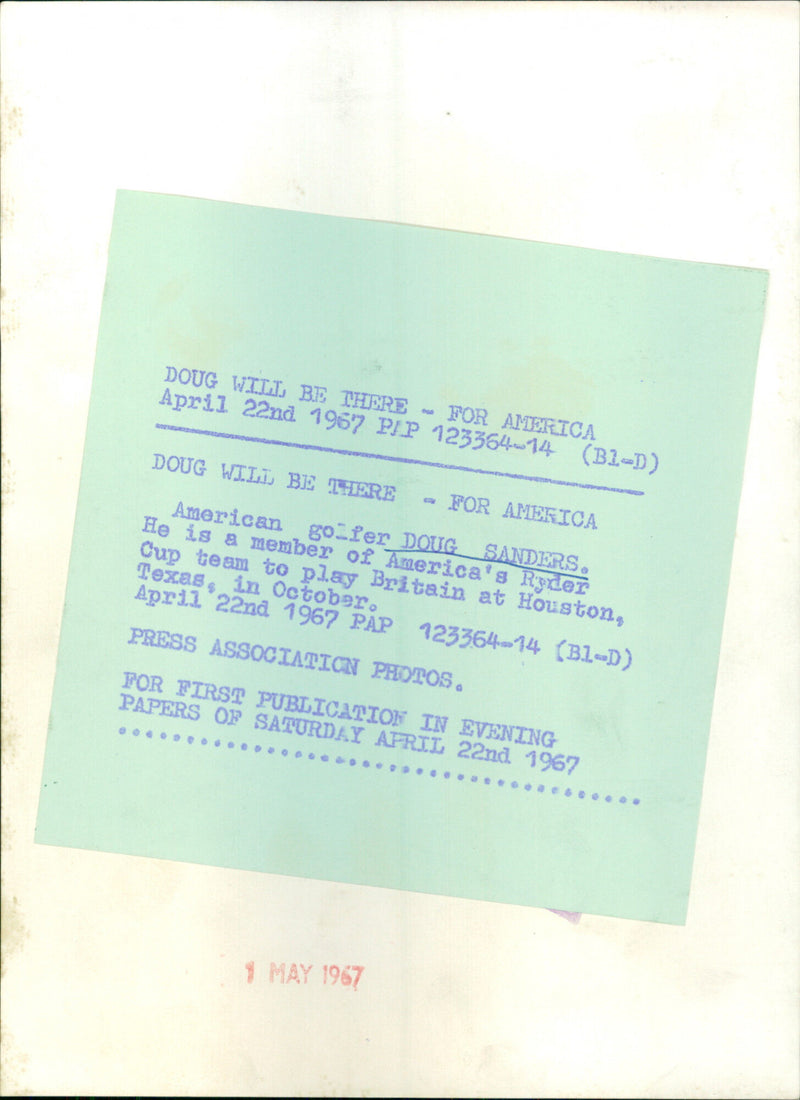 DOUG WILL BE THERE - FOR AMERICA
April 22nd 1967 PAP 123364-14 (Bl-D)
DOUG WILL BE THERE - FOR AMERICA
American golfer DOUG SANDERS.
He is a member of America's Ryder
Cup team to play Britain at Houston,
Texas, in October.
April 22nd 1967 PAP 123364-14 (Bl-D)
PRESS ASSOCIATION PHOTOS.
FOR FIRST PUBLICATION IN EVENING
PAPERS OF SATURDAY APRIL 22nd 1967
........................................
1 MAY 1967